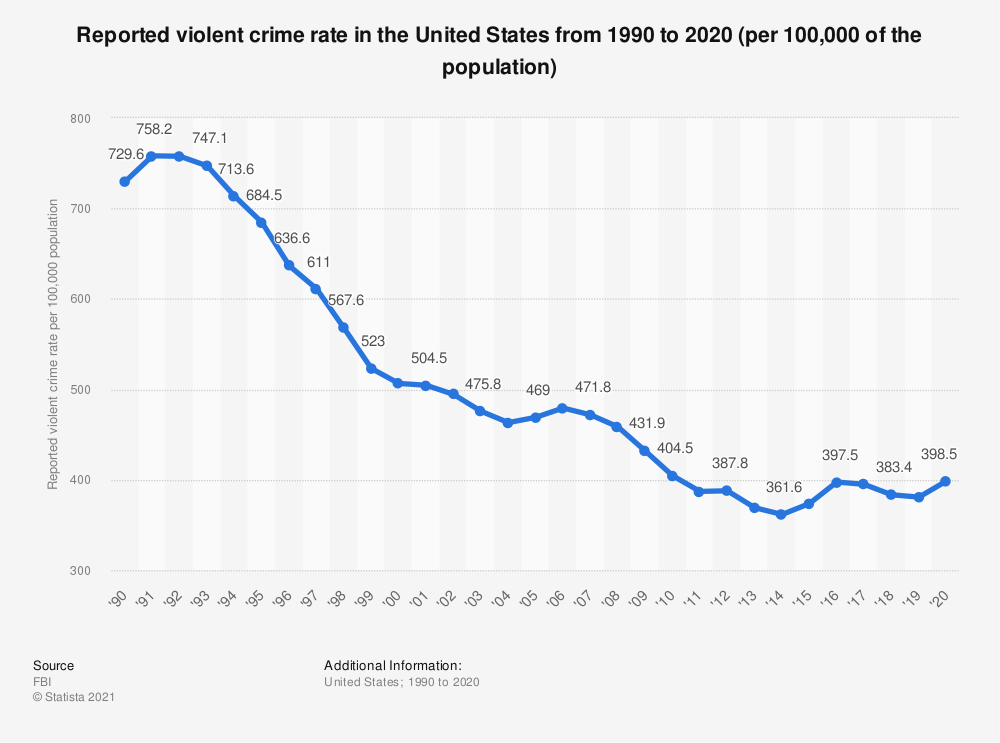 Reported violent crime rate in the United States from 1990 to 2020 (per 100,000 of the
population)
Reported violent crime rate per 100,000 population
800
700
600
500
400
300
729.6
758.2
747.1
713.6
684.5
636.6
611
567.6
523
504.5
475.8
469
471.8
431.9
404.5
387.8
361.6
397.5
383.4
398.5
'90 '91 '92 '93 '94 '95 '96 '97 '98 '99 '00 '01 '02 '03 '04 '05 '06 '07 '08 '09 '10 '11 '12 '13 '14 '15 '16 '17 '18 '19 '20
Source
FBI
© Statista 2021
Additional Information:
United States; 1990 to 2020